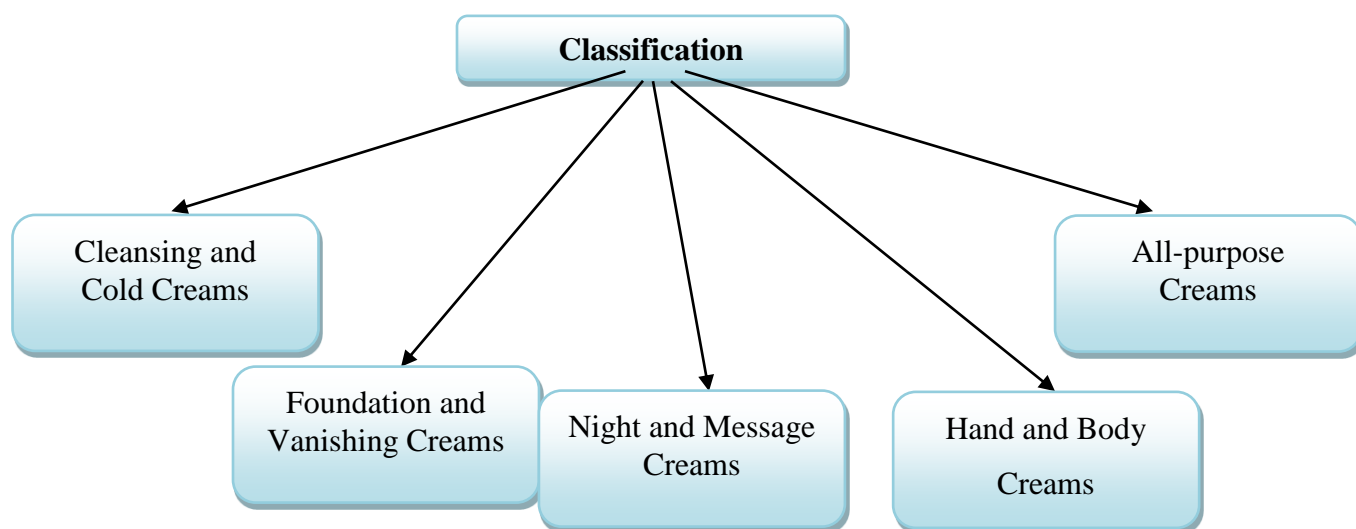 Classification
Cleansing and
Cold Creams
All-purpose
Creams
Foundation and
Vanishing Creams
Night and Message
Creams
Hand and Body
Creams